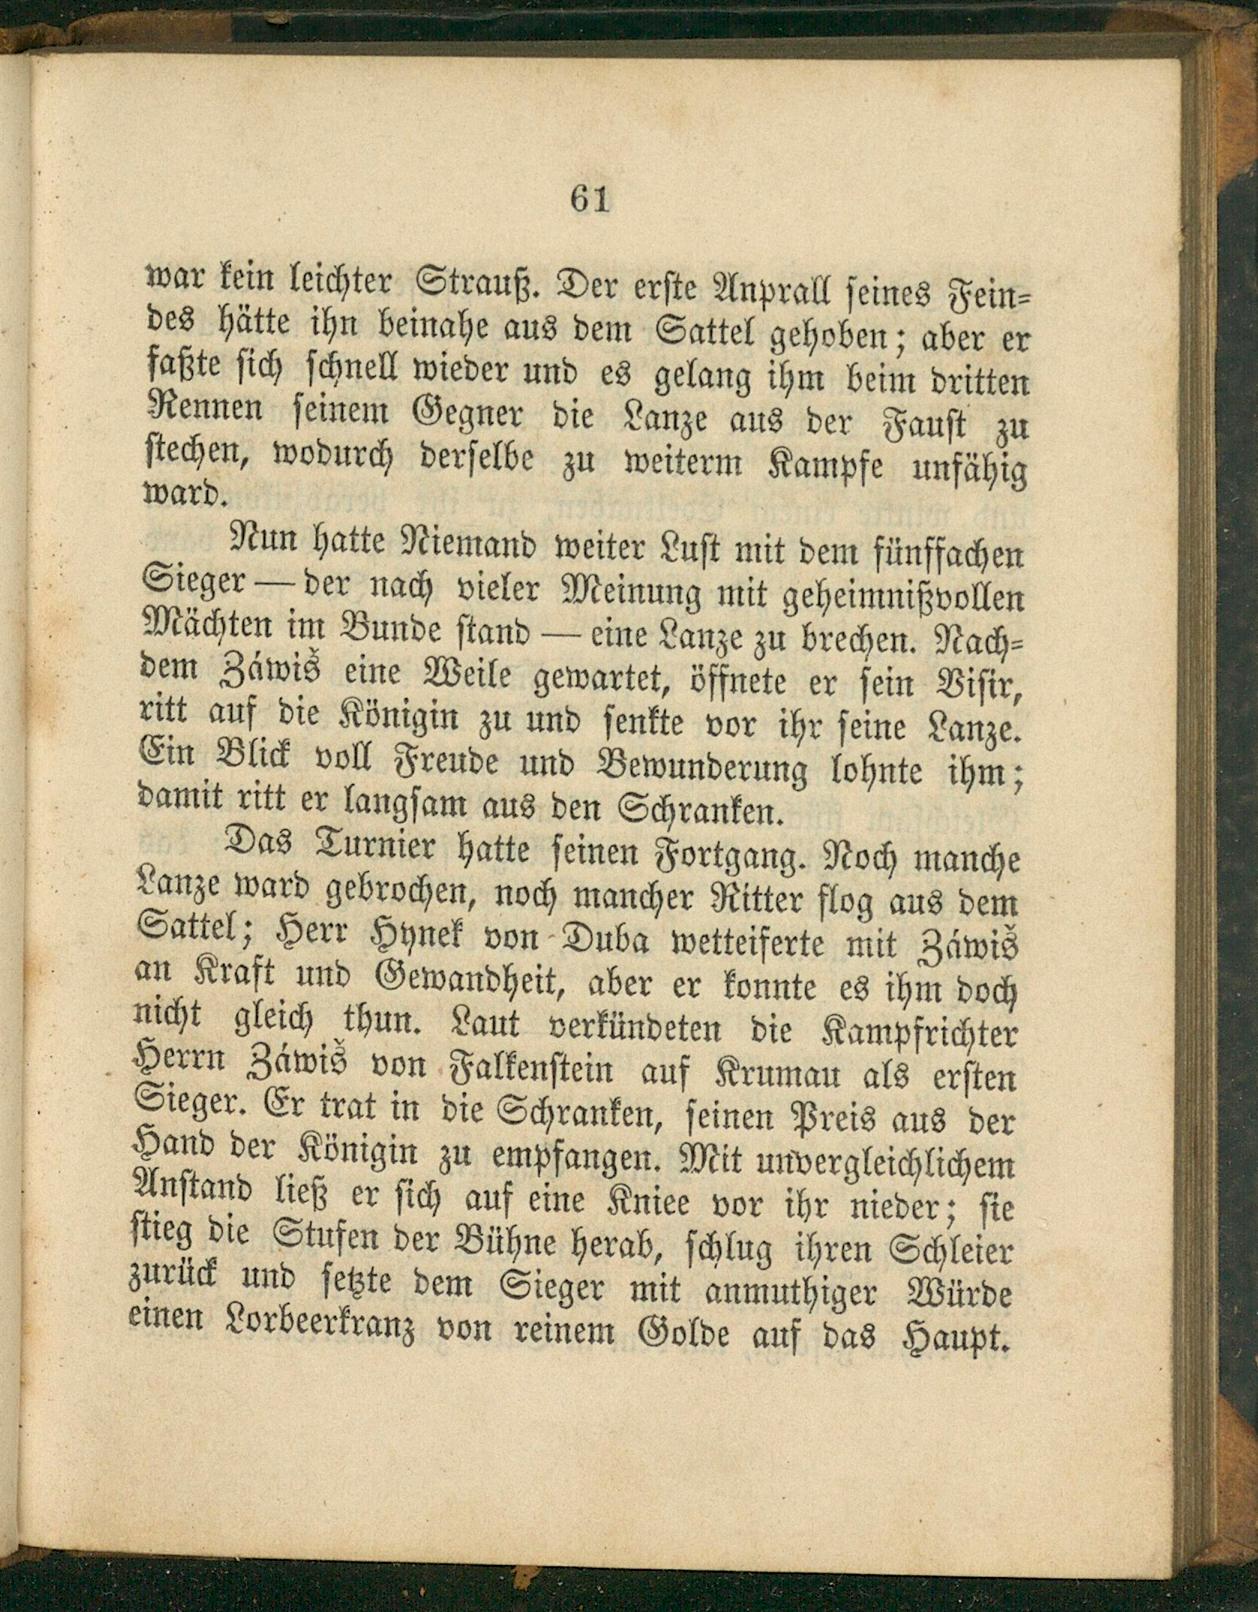 61
war kein leichter Strauß. Der erste Anprall seines Fein-
des hätte ihn beinahe aus dem Sattel gehoben; aber er
faßte sich schnell wieder und es gelang ihm beim dritten
Rennen seinem Gegner die Lanze aus der Faust zu
stechen, wodurch derselbe zu weiterm Kampfe unfähig
ward.
Nun hatte Niemand weiter Lust mit dem fünffachen
Sieger — der nach vieler Meinung mit geheimnißvollen
Mächten im Bunde stand — eine Lanze zu brechen. Nach-
dem Záwiš eine Weile gewartet, öffnete er sein Visir,
ritt auf die Königin zu und senkte vor ihr seine Lanze.
Ein Blick voll Freude und Bewunderung lohnte ihm;
damit ritt er langsam aus den Schranken.
Das Turnier hatte seinen Fortgang. Noch manche
Lanze ward gebrochen, noch mancher Ritter flog aus dem
Sattel; Herr Hynek von Duba wetteiferte mit Záwiš
an Kraft und Gewandheit, aber er konnte es ihm doch
nicht gleich thun. Laut verkündeten die Kampfrichter
Herrn Záwiš von Falkenstein auf Krumau als ersten
Sieger. Er trat in die Schranken, seinen Preis aus der
Hand der Königin zu empfangen. Mit unvergleichlichem
Anstand ließ er sich auf eine Kniee vor ihr nieder; sie
stieg die Stufen der Bühne herab, schlug ihren Schleier
zurück und setzte dem Sieger mit anmuthiger Würde
einen Lorbeerkranz von reinem Golde auf das Haupt.